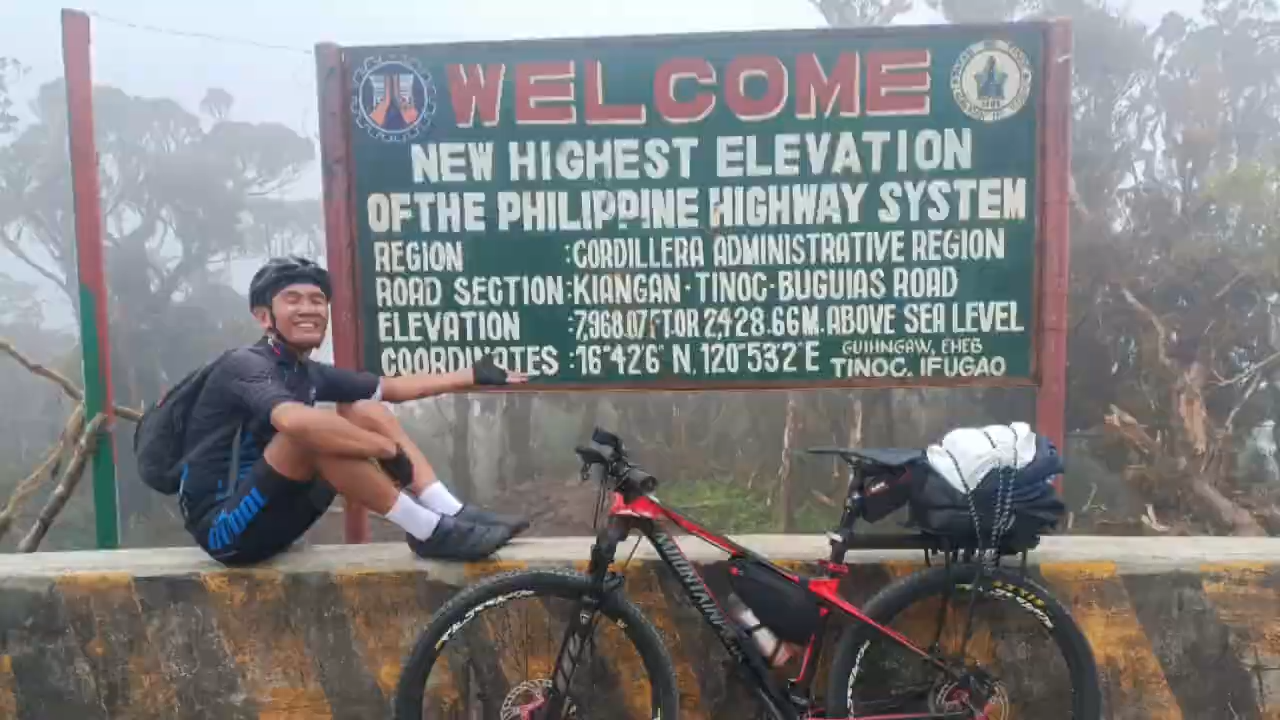 WELCOME
NEW HIGHEST ELEVATION
OF THE PHILIPPINE HIGHWAY SYSTEM
REGION :CORDILLERA ADMINISTRATIVE REGION
ROAD SECTION:KIANGAN-TINOC-BUGUIAS ROAD
ELEVATION :7,968.07 FT.OR 2,428.66 M.ABOVE SEA LEVEL
COORDINATES :16°42'6" N, 120°53'2" E
GUIHNGAW, EHEB
TINOC, IFUGAO